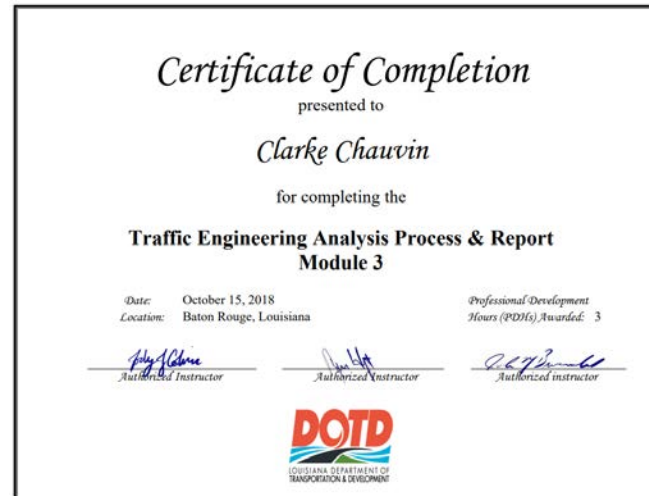 Certificate of Completion
presented to
Clarke Chauvin
for completing the
Traffic Engineering Analysis Process & Report
Module 3
Date: October 15, 2018
Location: Baton Rouge, Louisiana
Professional Development
Hours (PDHs) Awarded: 3
Authorized Instructor
Authorized Instructor
Authorized instructor
DOTD
LOUISIANA DEPARTMENT OF
TRANSPORTATION & DEVELOPMENT